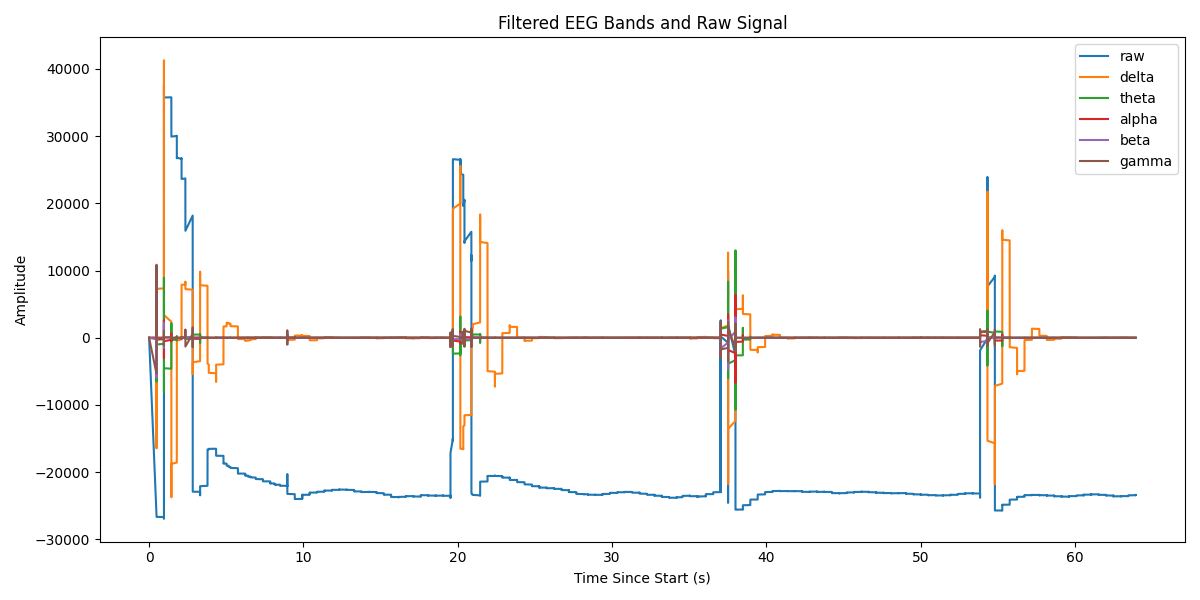 Filtered EEG Bands and Raw Signal
raw
delta
theta
alpha
beta
gamma
40000
30000
20000
10000
0
−10000
−20000
−30000
Amplitude
0 10 20 30 40 50 60
Time Since Start (s)